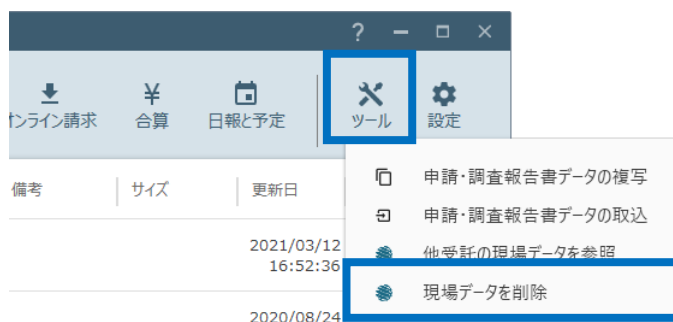 ?
オンライン請求
合算
日報と予定
ツール
設定
備考
サイズ
更新日
申請・調査報告書データの複写
申請・調査報告書データの取込
他受託の現場データを参照
現場データを削除
2021/03/12
16:52:36
2020/08/24